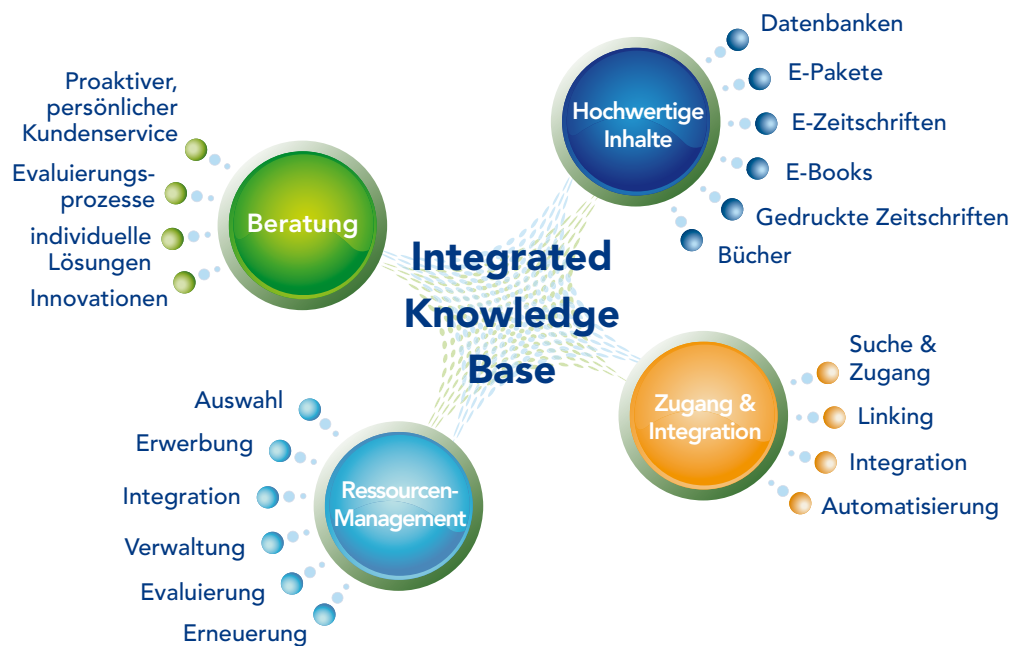 Proaktiver,
persönlicher
Kundenservice
Evaluierungs-
prozesse
individuelle
Lösungen
Innovationen
Beratung
Hochwertige
Inhalte
Datenbanken
E-Pakete
E-Zeitschriften
E-Books
Gedruckte Zeitschriften
Bücher
Integrated
Knowledge
Base
Auswahl
Erwerbung
Integration
Verwaltung
Evaluierung
Erneuerung
Ressourcen-
Management
Zugang &
Integration
Suche &
Zugang
Linking
Integration
Automatisierung